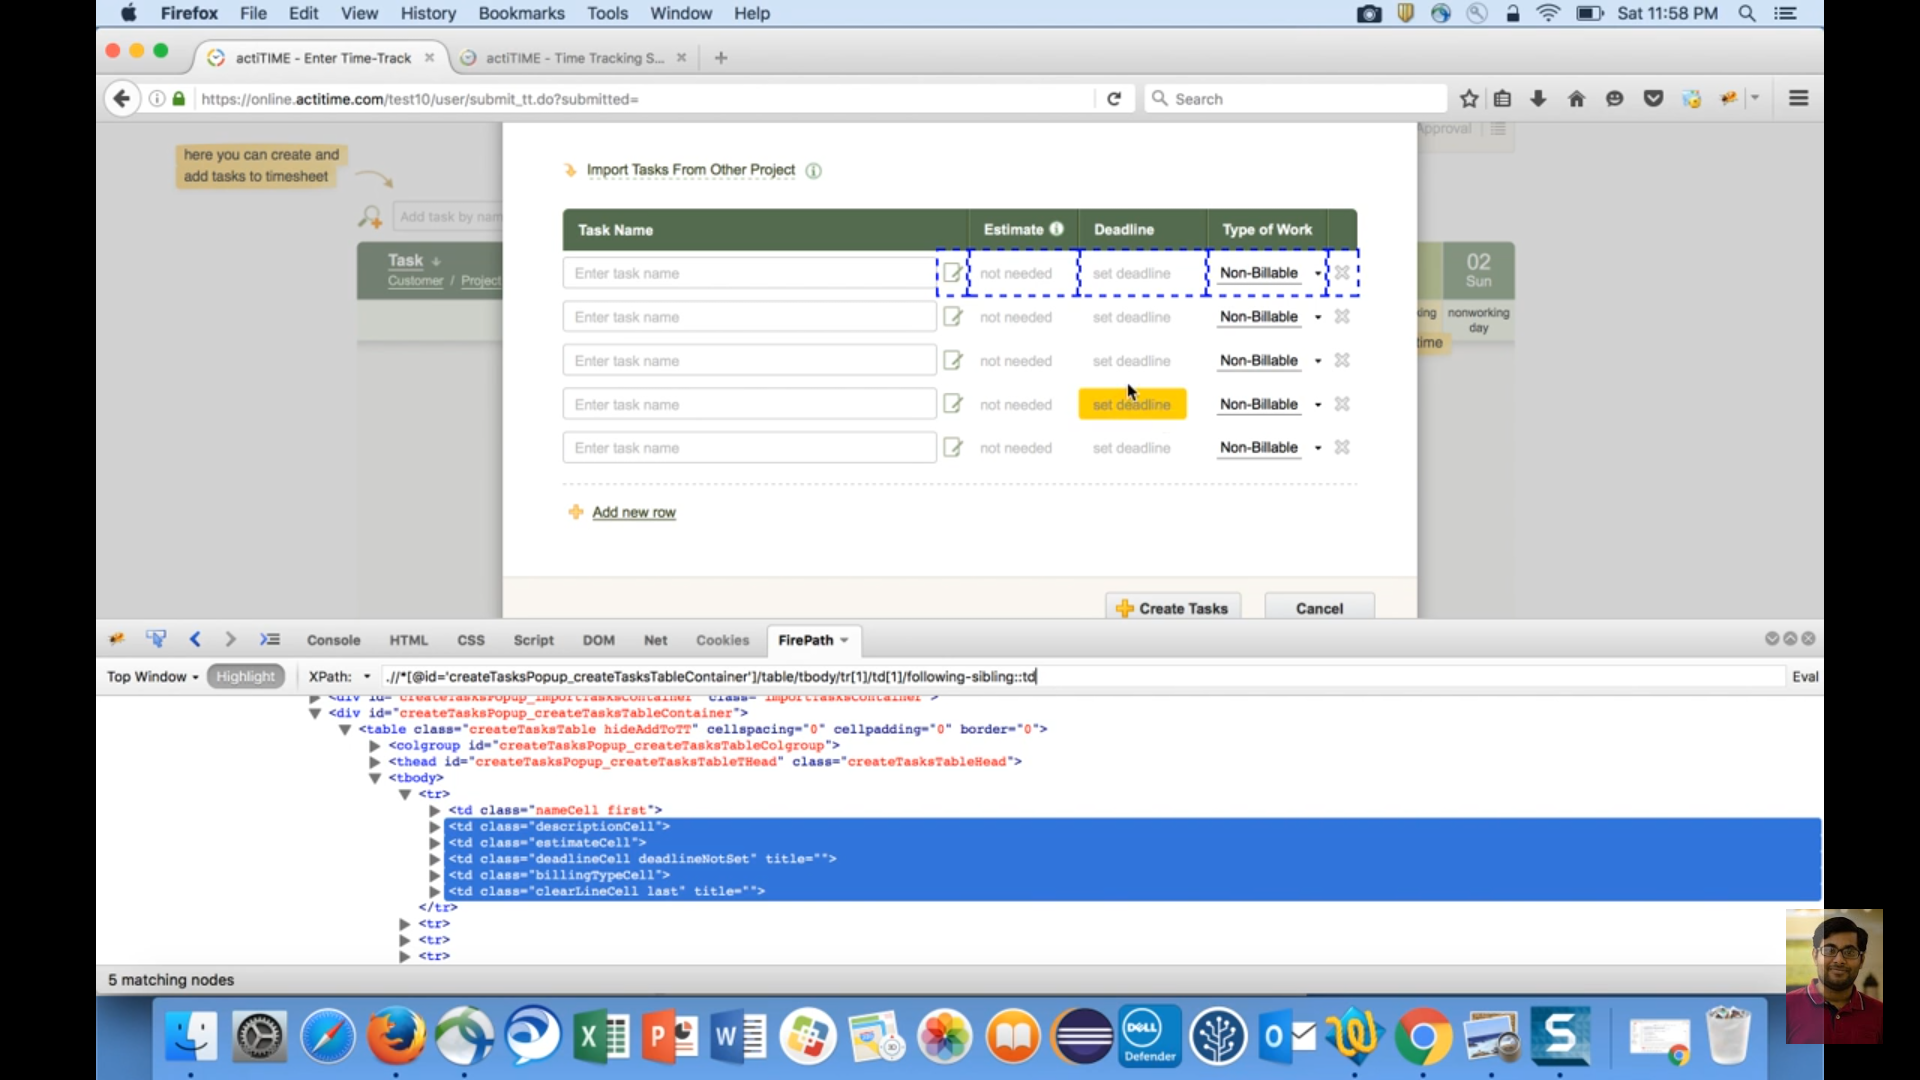 Firefox File Edit View History Bookmarks Tools Window Help Sat 11:58 PM
actiTIME - Enter Time-Track actiTIME - Time Tracking S...
https://online.actitime.com/test10/user/submit_tt.do?submitted= Search
here you can create and
add tasks to timesheet
Add task by nam
Task
Customer / Project
Approval
Import Tasks From Other Project
Task Name Estimate Deadline Type of Work
Enter task name not needed set deadline Non-Billable
Enter task name not needed set deadline Non-Billable
Enter task name not needed set deadline Non-Billable
Enter task name not needed set deadline Non-Billable
Enter task name not needed set deadline Non-Billable
Add new row
Create Tasks Cancel
02
Sun
king nonworking
day
time
Console HTML CSS Script DOM Net Cookies FirePath
Top Window Highlight XPath: .//*[@id='createTasksPopup_createTasksTableContainer']/table/tbody/tr[1]/td[1]/following-sibling::td Eval
<div id="createTasksPopup_importTasksContainer" class="importTasksContainer">
<div id="createTasksPopup_createTasksTableContainer">
<table class="createTasksTable hideAddToTT" cellspacing="0" cellpadding="0" border="0">
<colgroup id="createTasksPopup_createTasksTableColgroup">
<thead id="createTasksPopup_createTasksTableTHead" class="createTasksTableHead">
<tbody>
<tr>
<td class="nameCell first">
<td class="descriptionCell">
<td class="estimateCell">
<td class="deadlineCell deadlineNotSet" title="">
<td class="billingTypeCell">
<td class="clearLineCell last" title="">
</tr>
<tr>
<tr>
<tr>
5 matching nodes
DELL
Defender